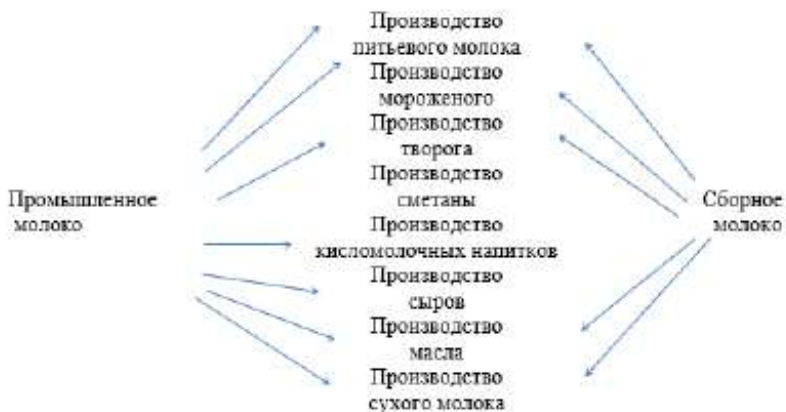 Производство
питьевого молока
Производство
мороженого
Производство
творога
Производство
сметаны
Промышленное
молоко
Сборное
молоко
Производство
кисломолочных напитков
Производство
сыров
Производство
масла
Производство
сухого молока